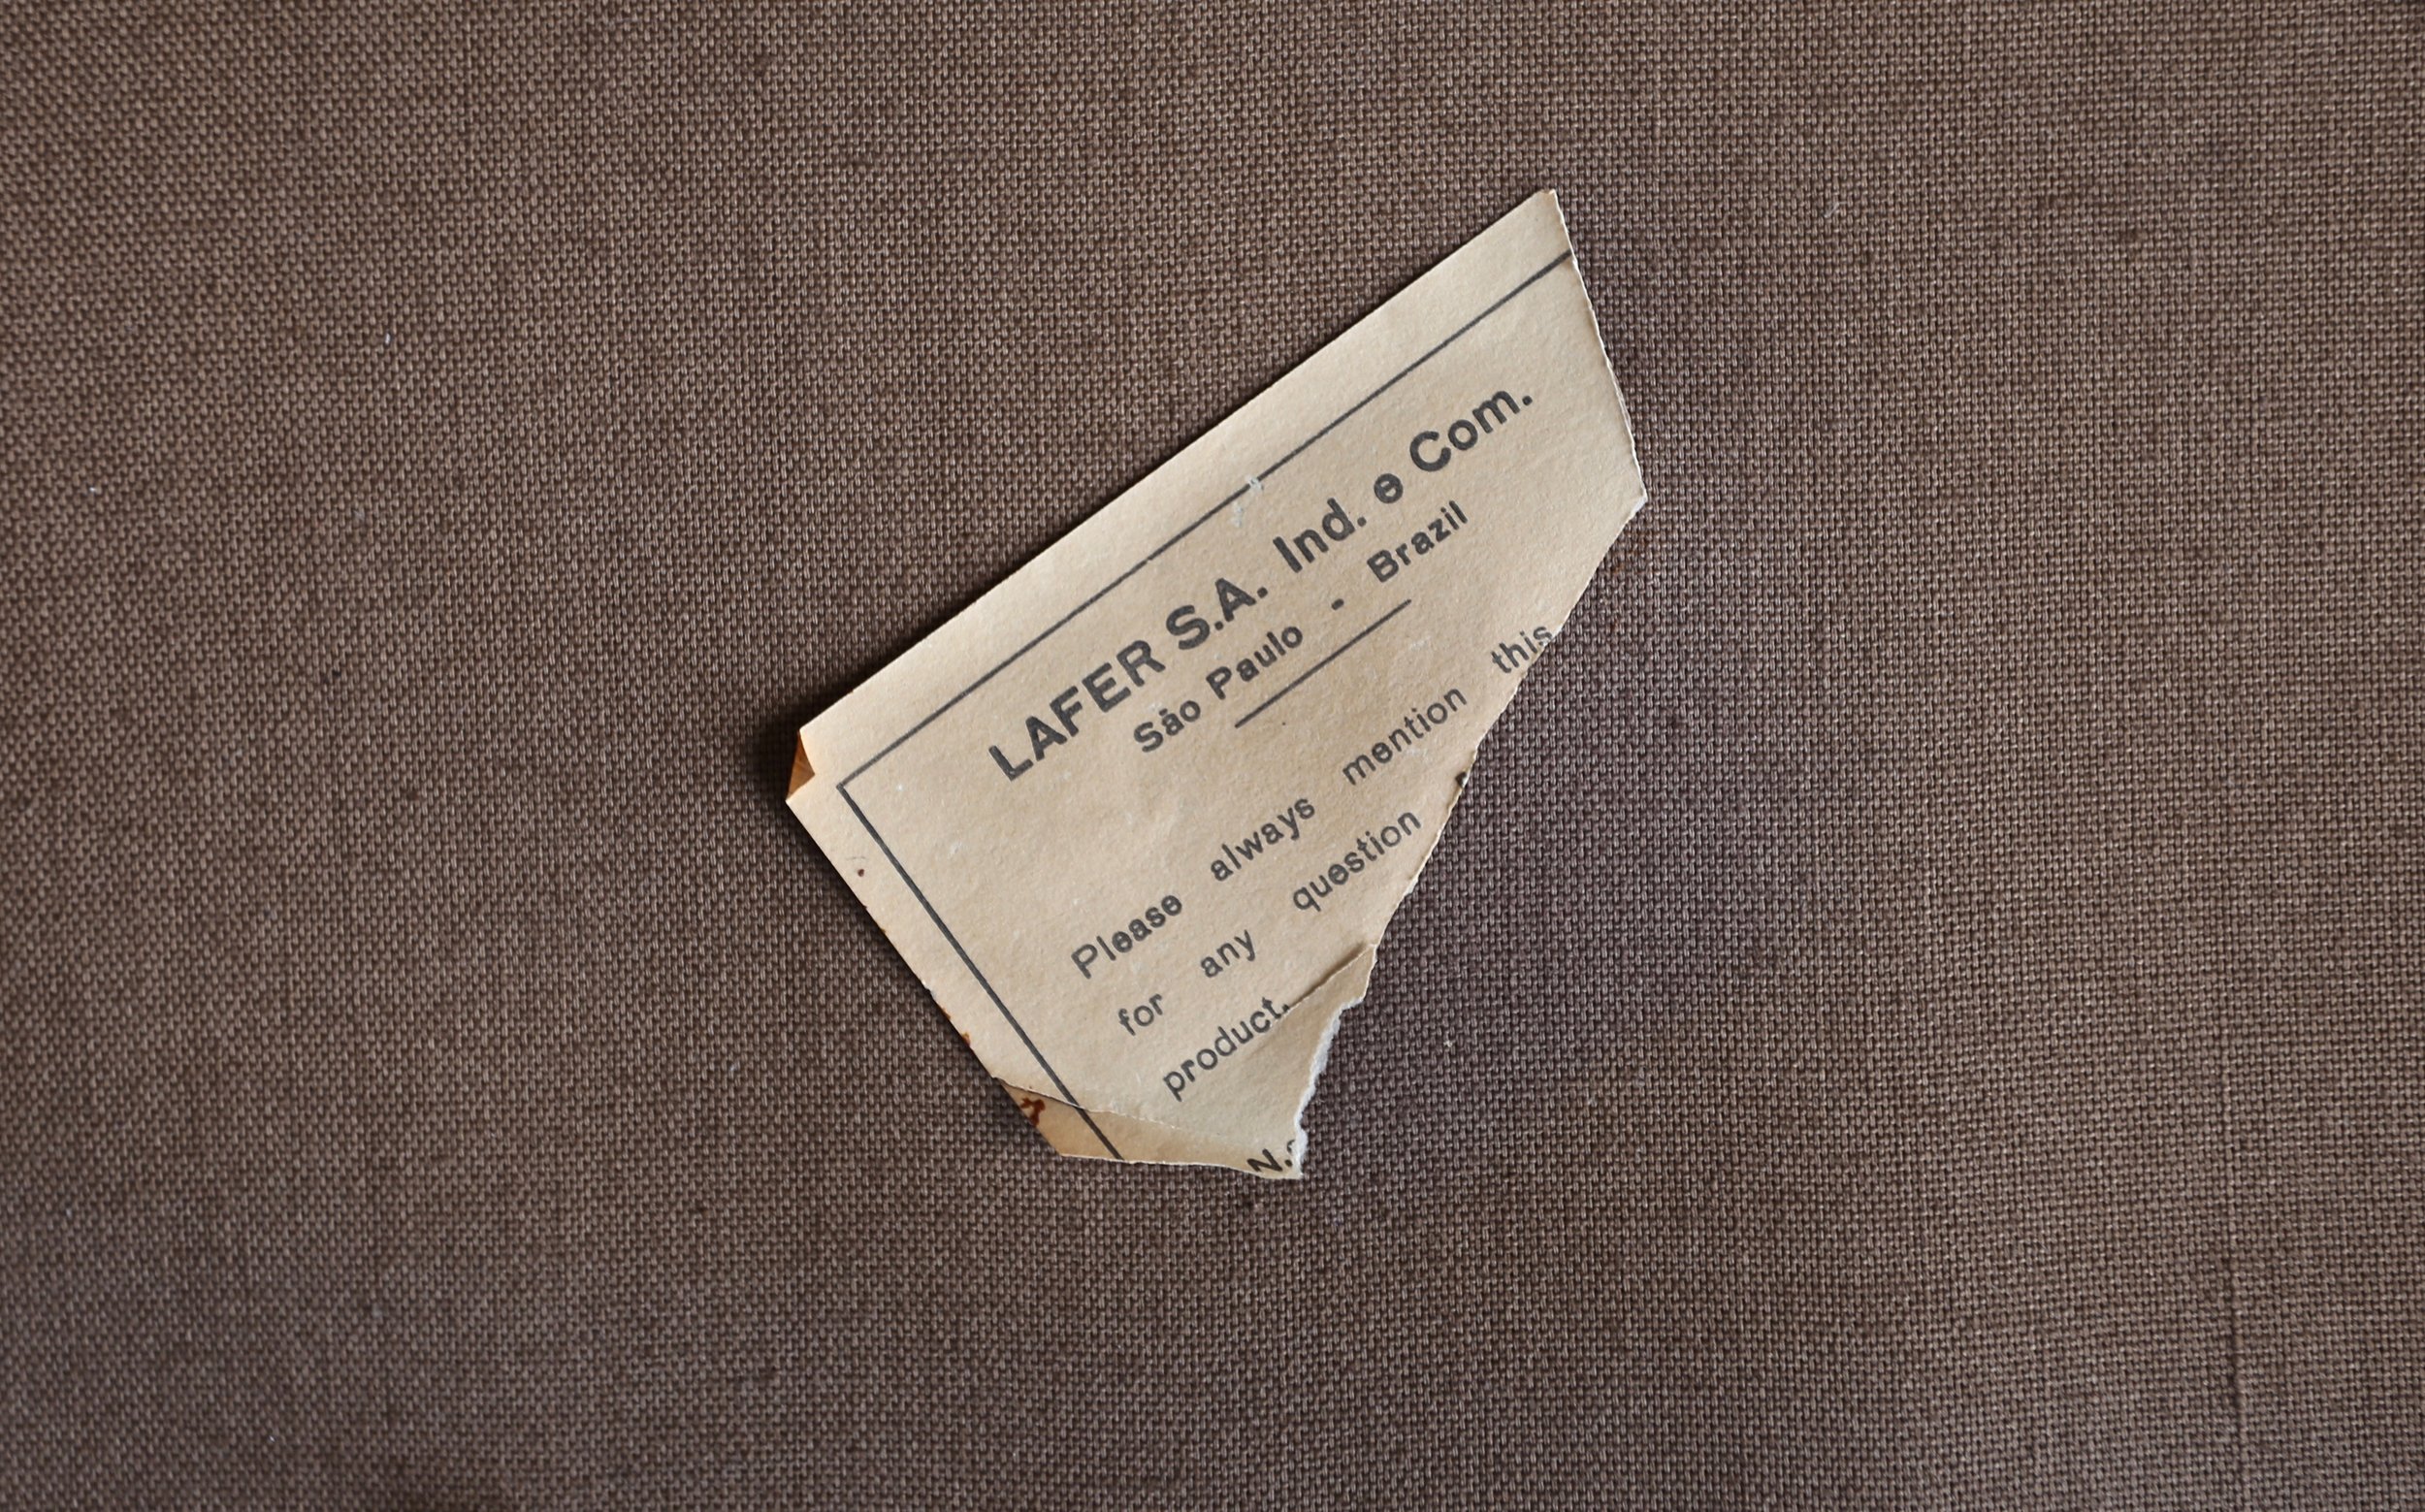 LAFER S.A. Ind. e Com.
São Paulo - Brazil
Please always mention this
for any question
product.
N.º